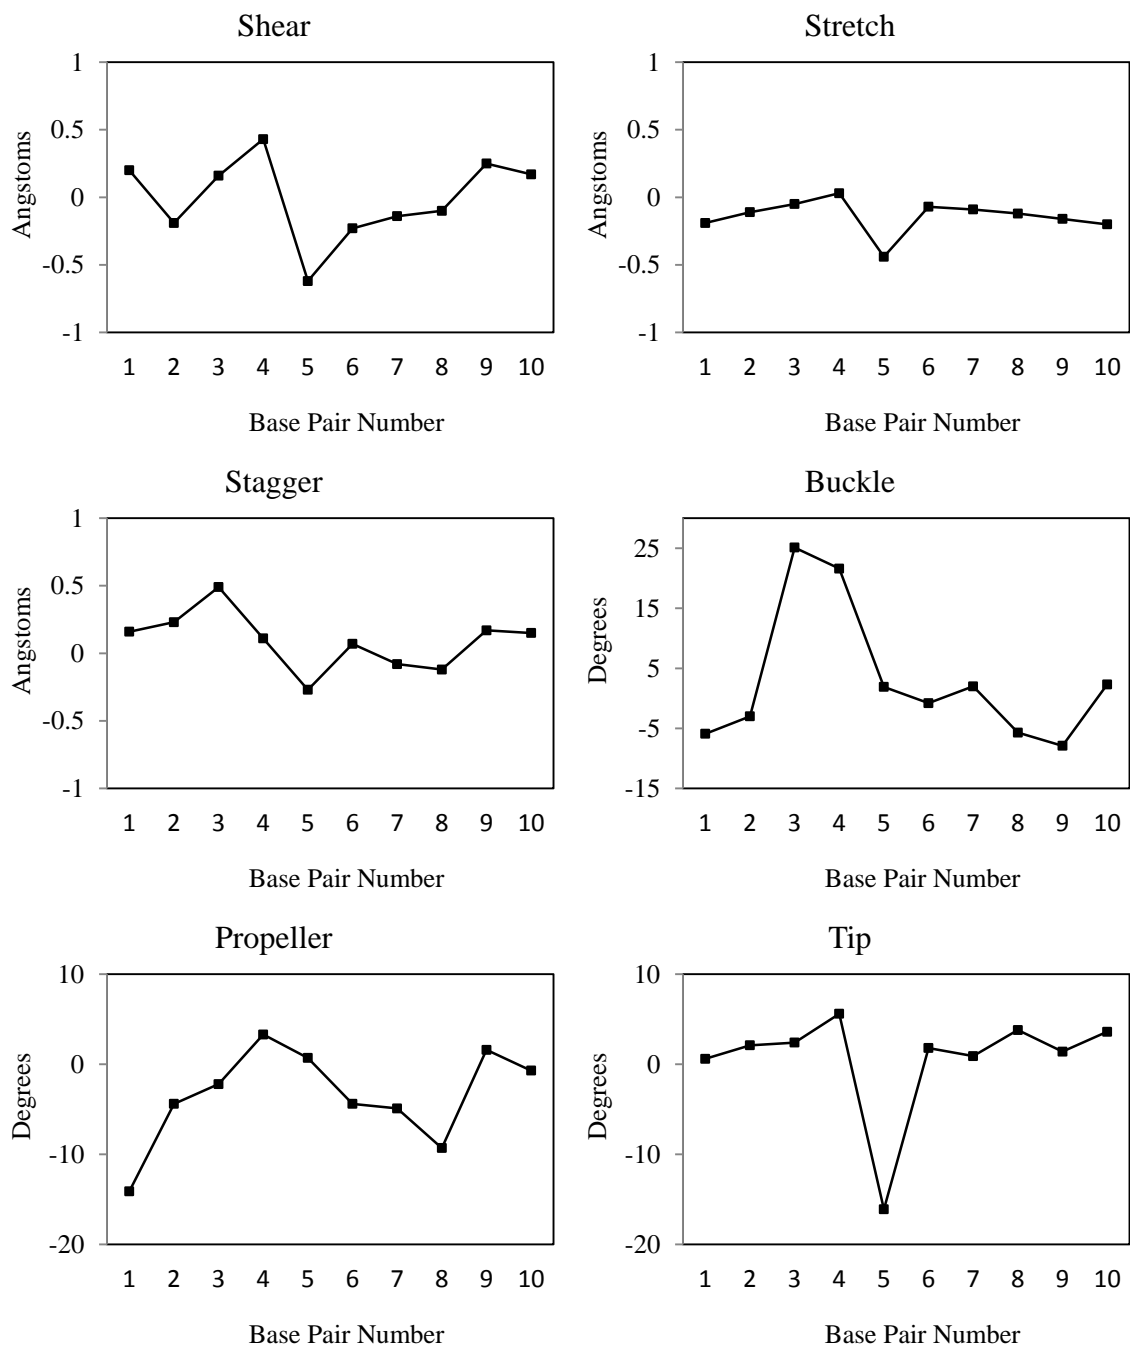 Shear
1
0.5
0
-0.5
-1
Angstoms
1 2 3 4 5 6 7 8 9 10
Base Pair Number
Stretch
1
0.5
0
-0.5
-1
Angstoms
1 2 3 4 5 6 7 8 9 10
Base Pair Number
Stagger
1
0.5
0
-0.5
-1
Angstoms
1 2 3 4 5 6 7 8 9 10
Base Pair Number
Buckle
25
15
5
-5
-15
Degrees
1 2 3 4 5 6 7 8 9 10
Base Pair Number
Propeller
10
0
-10
-20
Degrees
1 2 3 4 5 6 7 8 9 10
Base Pair Number
Tip
10
0
-10
-20
Degrees
1 2 3 4 5 6 7 8 9 10
Base Pair Number